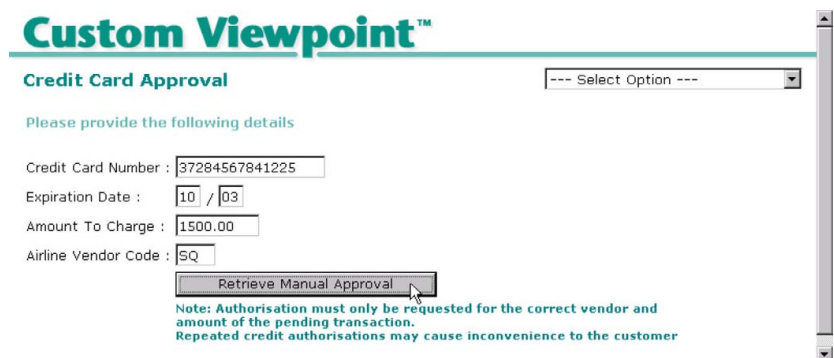 Custom Viewpoint™
Credit Card Approval
--- Select Option ---
Please provide the following details
Credit Card Number : 37284567841225
Expiration Date : 10 / 03
Amount To Charge : 1500.00
Airline Vendor Code : SQ
Retrieve Manual Approval
Note: Authorisation must only be requested for the correct vendor and
amount of the pending transaction.
Repeated credit authorisations may cause inconvenience to the customer